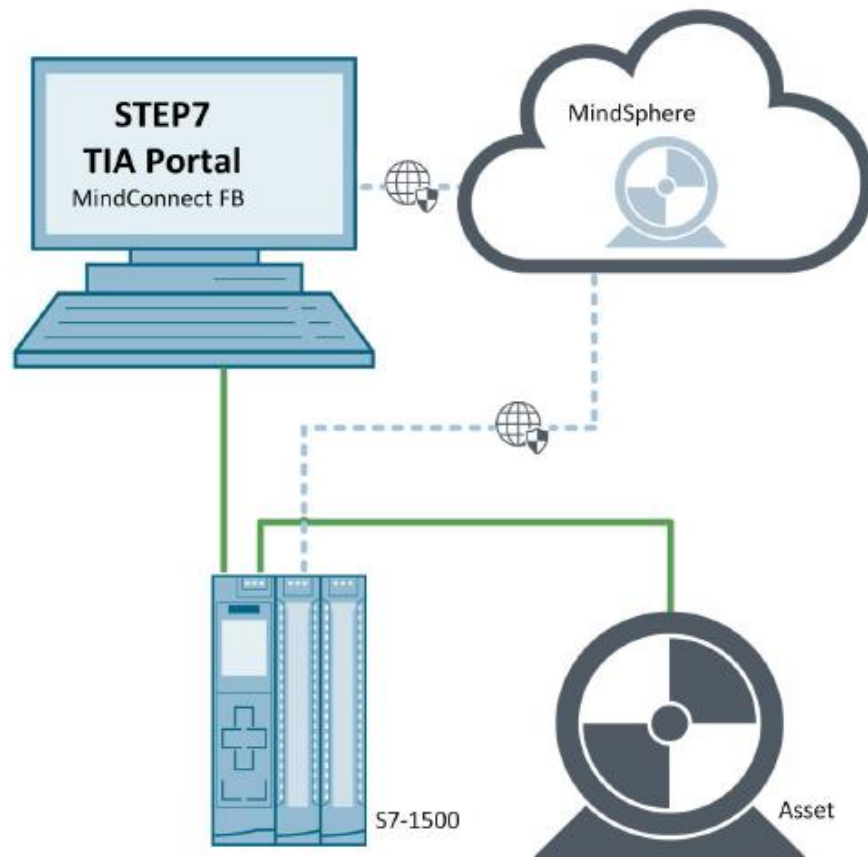 STEP7
TIA Portal
MindConnect FB
MindSphere
S7-1500
Asset